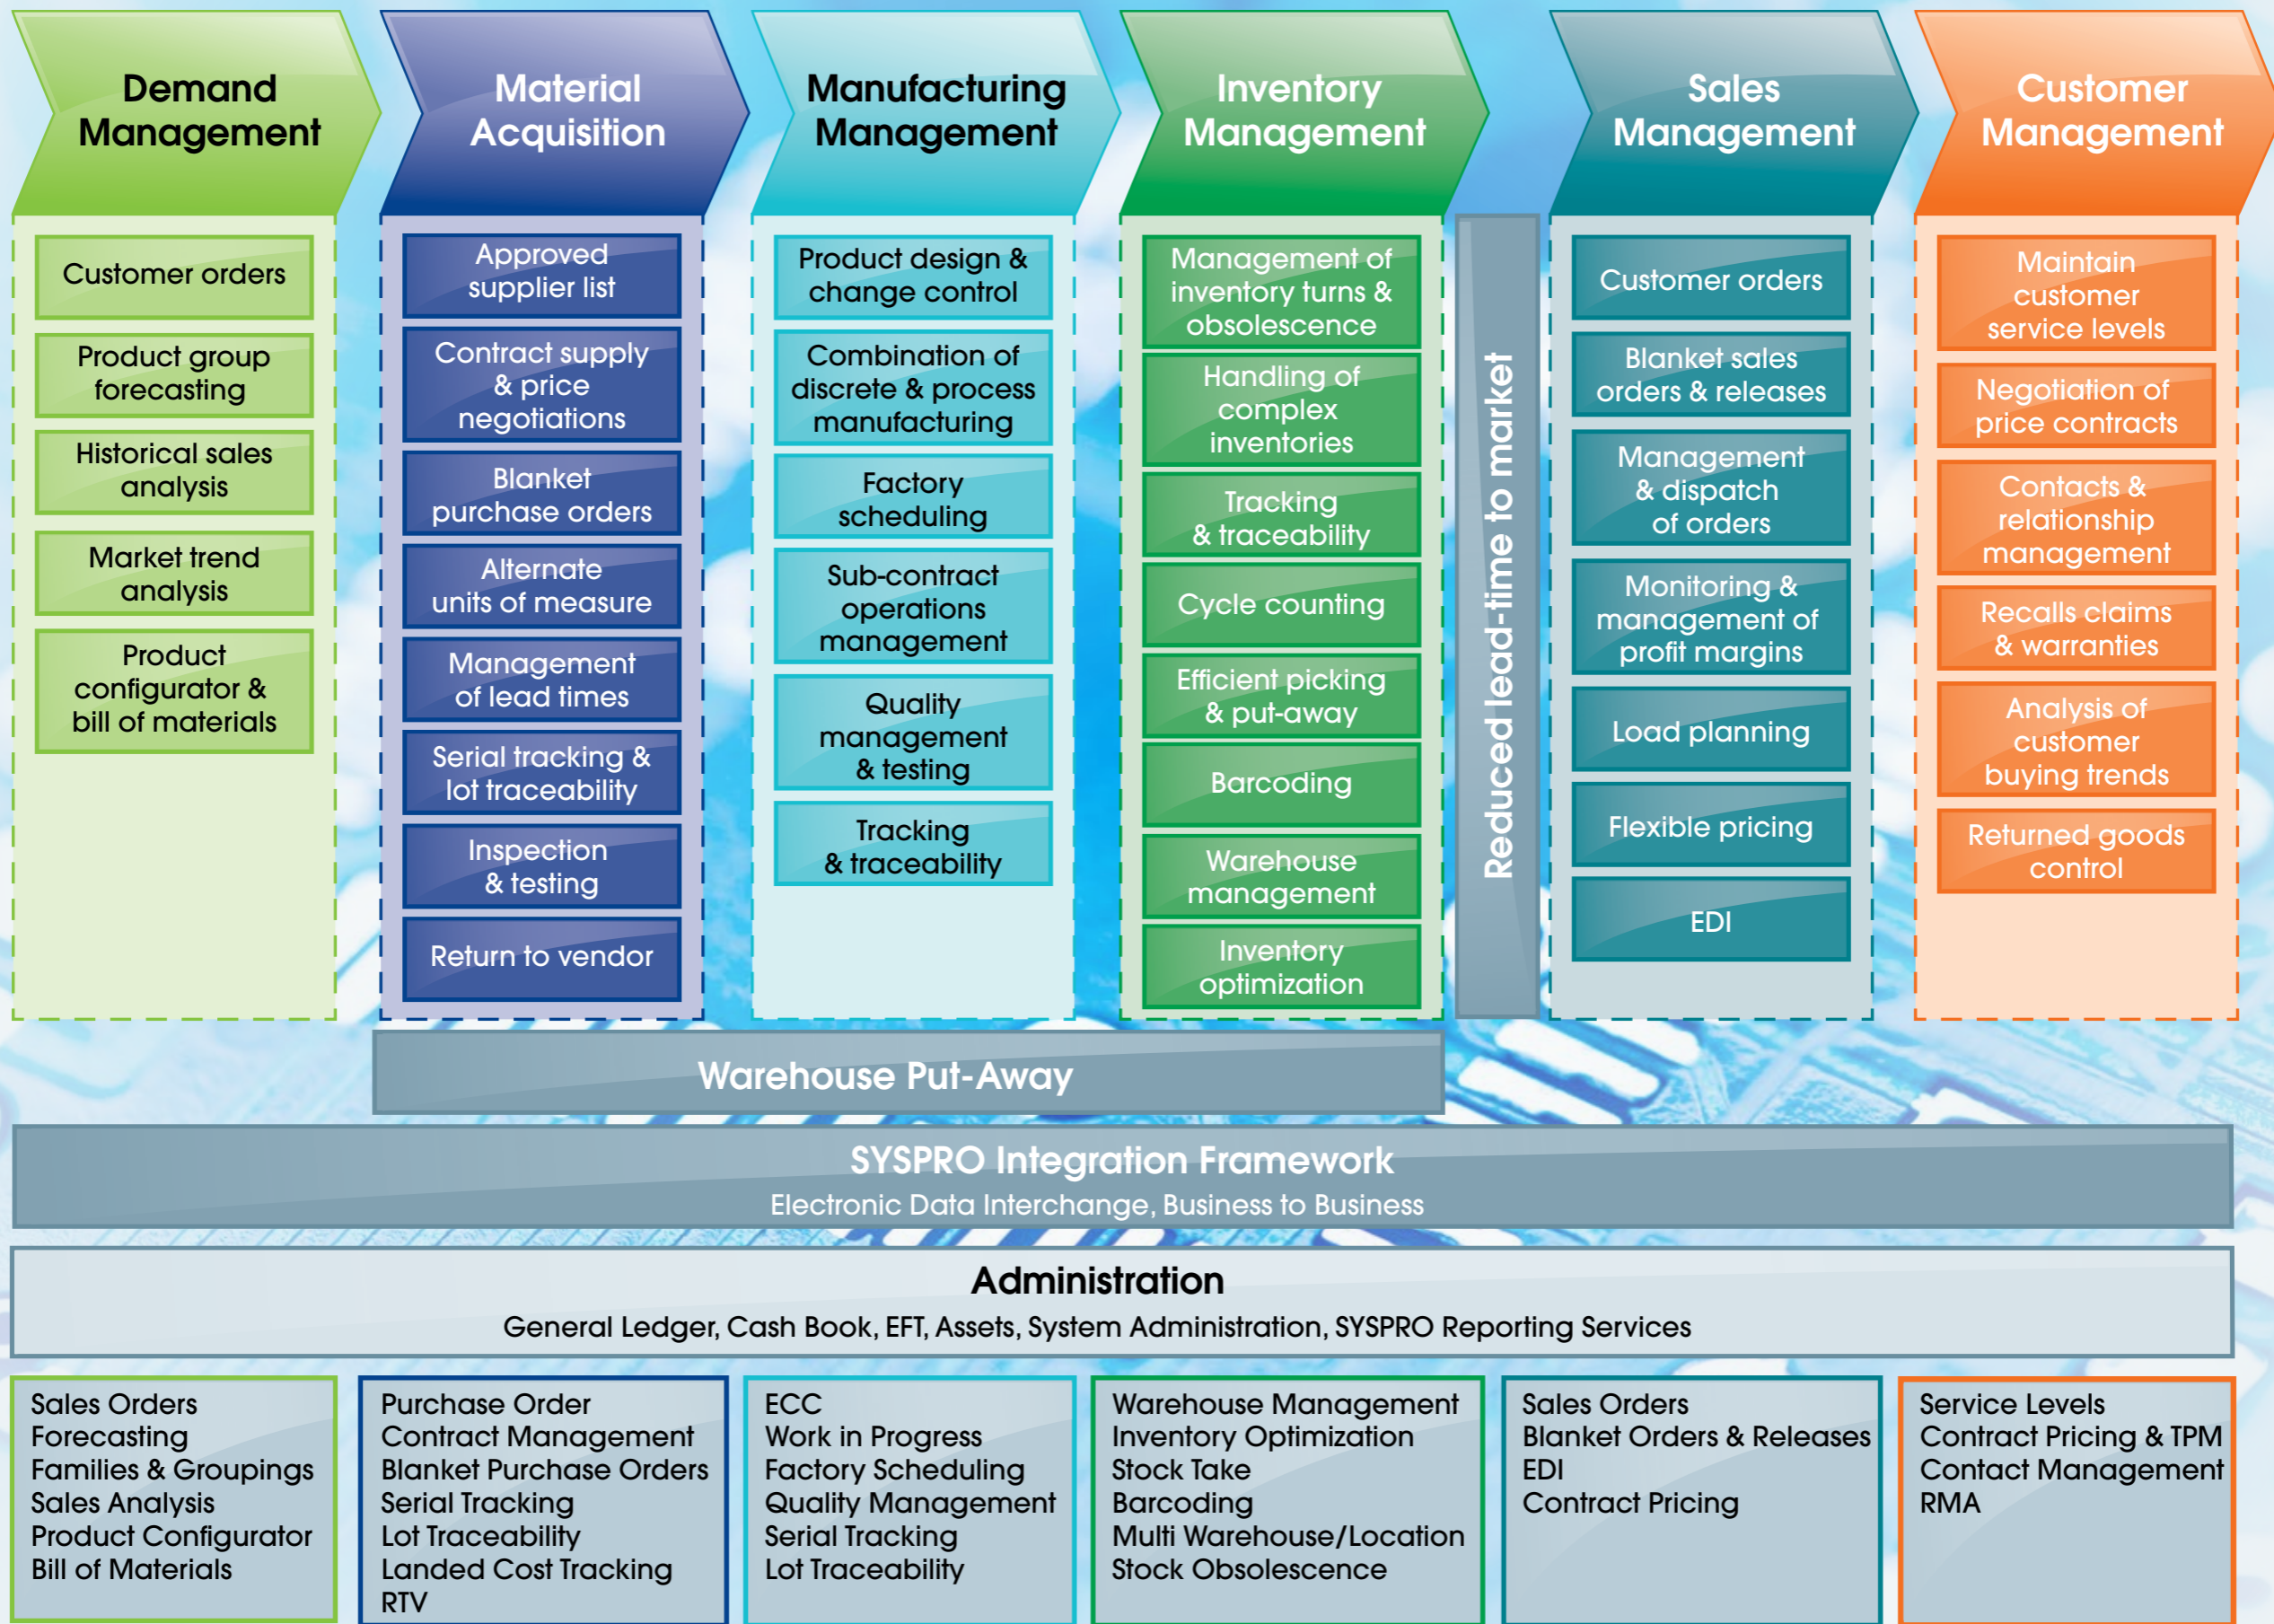 Demand
Management
Material
Acquisition
Manufacturing
Management
Inventory
Management
Sales
Management
Customer
Management
Customer orders
Product group
forecasting
Historical sales
analysis
Market trend
analysis
Product
configurator &
bill of materials
Approved
supplier list
Contract supply
& price
negotiations
Blanket
purchase orders
Alternate
units of measure
Management
of lead times
Serial tracking &
lot traceability
Inspection
& testing
Return to vendor
Product design &
change control
Combination of
discrete & process
manufacturing
Factory
scheduling
Sub-contract
operations
management
Quality
management
& testing
Tracking
& traceability
Management of
inventory turns &
obsolescence
Handling of
complex
inventories
Tracking
& traceability
Cycle counting
Efficient picking
& put-away
Barcoding
Warehouse
management
Inventory
optimization
Reduced lead-time to market
Customer orders
Blanket sales
orders & releases
Management
& dispatch
of orders
Monitoring &
management of
profit margins
Load planning
Flexible pricing
EDI
Maintain
customer
service levels
Negotiation of
price contracts
Contacts &
relationship
management
Recalls claims
& warranties
Analysis of
customer
buying trends
Returned goods
control
Warehouse Put-Away
SYSPRO Integration Framework
Electronic Data Interchange, Business to Business
Administration
General Ledger, Cash Book, EFT, Assets, System Administration, SYSPRO Reporting Services
Sales Orders
Forecasting
Families & Groupings
Sales Analysis
Product Configurator
Bill of Materials
Purchase Order
Contract Management
Blanket Purchase Orders
Serial Tracking
Lot Traceability
Landed Cost Tracking
RTV
ECC
Work in Progress
Factory Scheduling
Quality Management
Serial Tracking
Lot Traceability
Warehouse Management
Inventory Optimization
Stock Take
Barcoding
Multi Warehouse/Location
Stock Obsolescence
Sales Orders
Blanket Orders & Releases
EDI
Contract Pricing
Service Levels
Contract Pricing & TPM
Contact Management
RMA